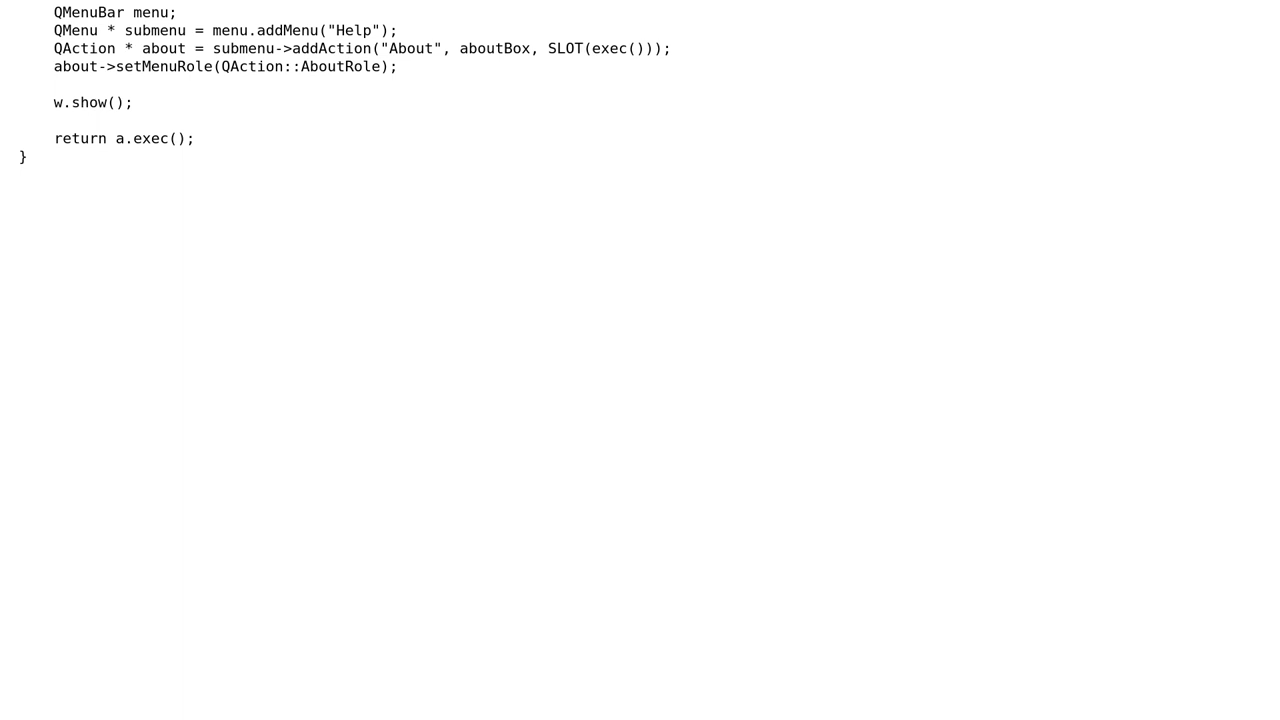 QMenuBar menu;
QMenu * submenu = menu.addMenu("Help");
QAction * about = submenu->addAction("About", aboutBox, SLOT(exec()));
about->setMenuRole(QAction::AboutRole);
w.show();
return a.exec();
}